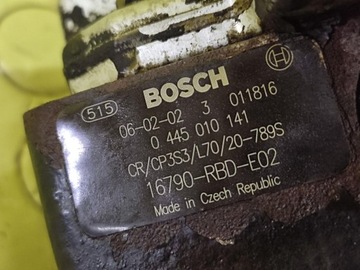 BOSCH
515
06-02-02 3 011816
0 445 010 141
CR/CP3S3/L70/20-789S
16790-RBD-E02
Made in Czech Republic